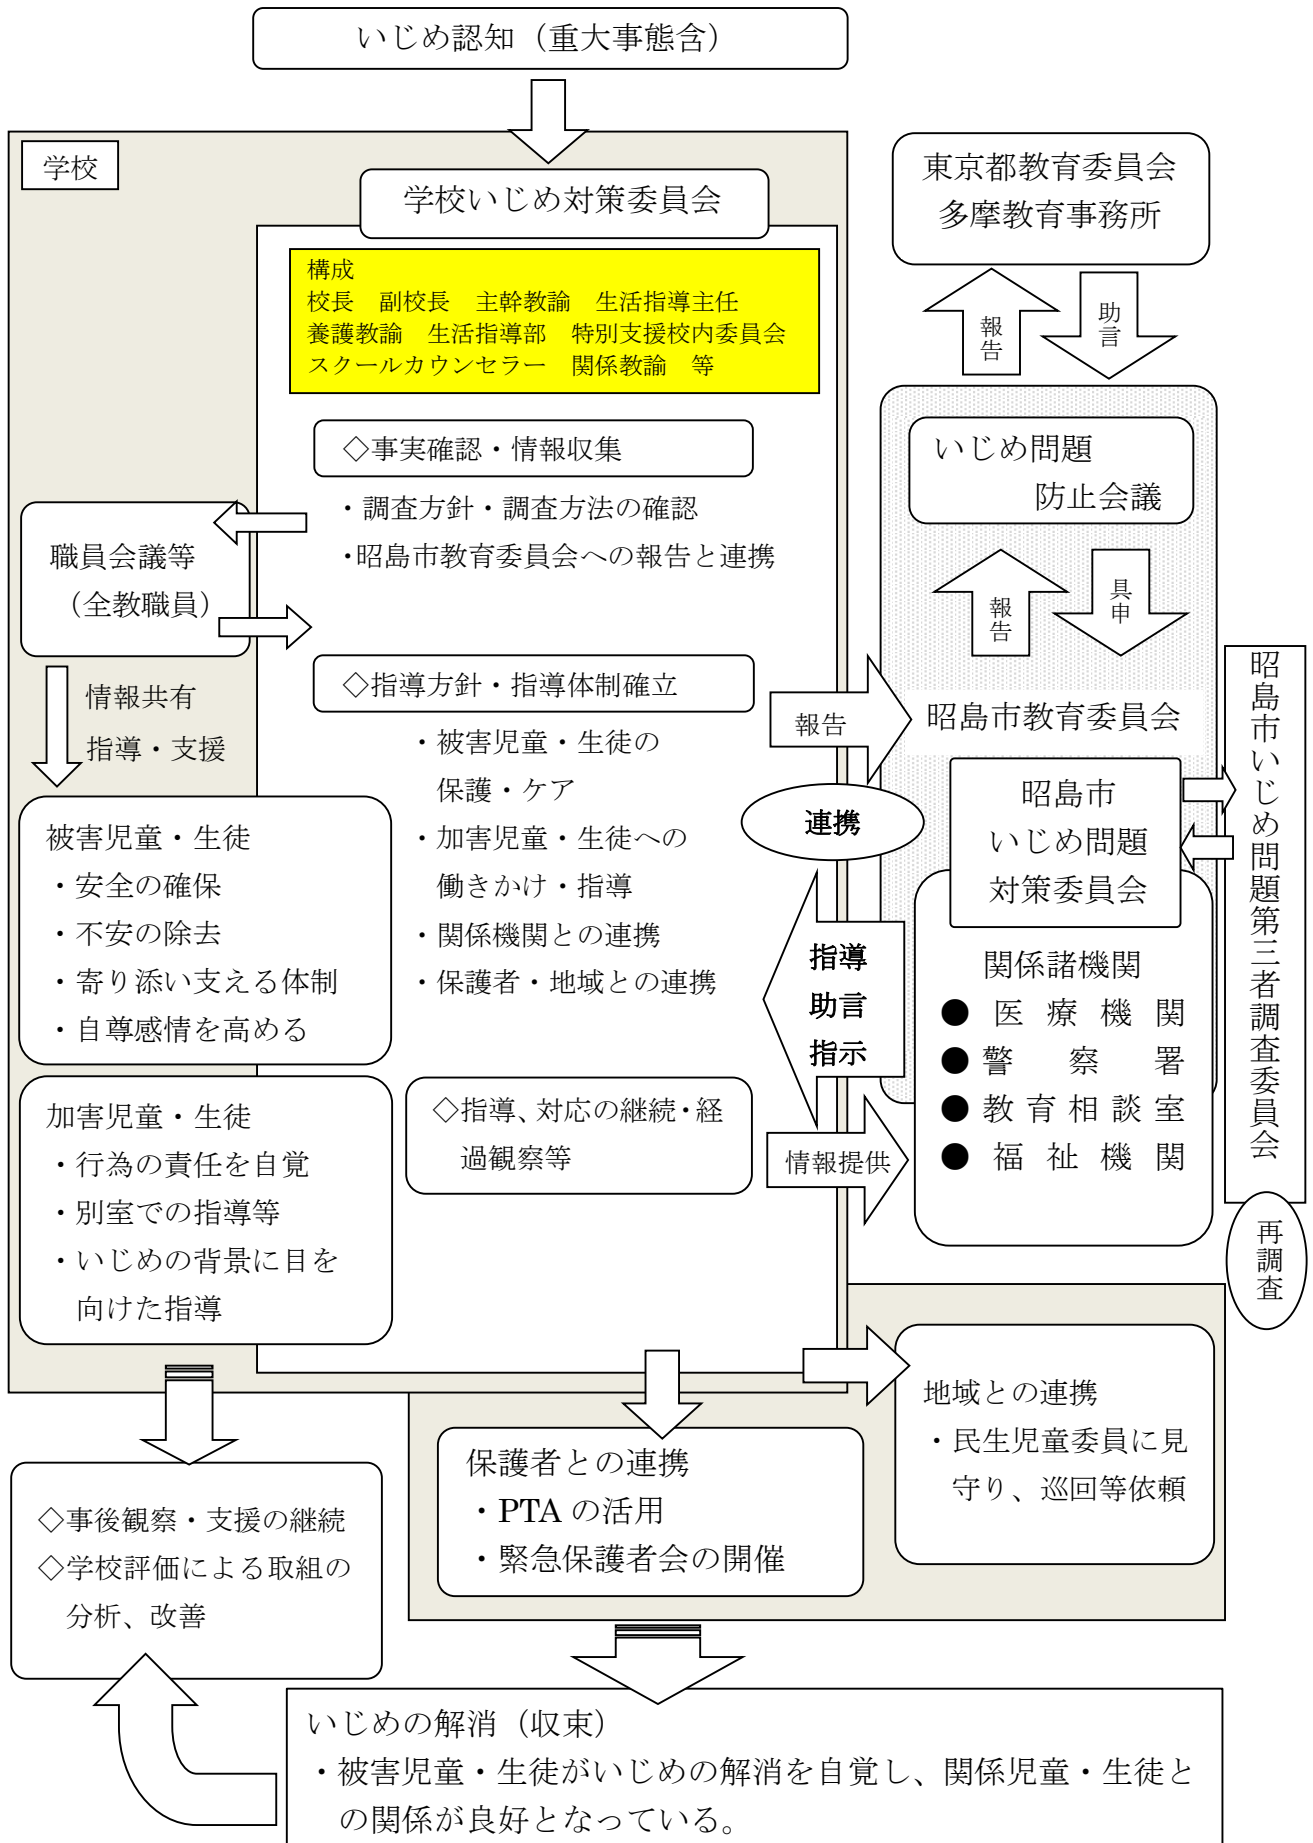 いじめ認知（重大事態含）
学校
学校いじめ対策委員会
構成
校長　副校長　主幹教諭　生活指導主任
養護教諭　生活指導部　特別支援校内委員会
スクールカウンセラー　関係教諭　等
◇事実確認・情報収集
・調査方針・調査方法の確認
・昭島市教育委員会への報告と連携
職員会議等
（全教職員）
情報共有
指導・支援
◇指導方針・指導体制確立
・被害児童・生徒の
保護・ケア
・加害児童・生徒への
働きかけ・指導
・関係機関との連携
・保護者・地域との連携
被害児童・生徒
・安全の確保
・不安の除去
・寄り添い支える体制
・自尊感情を高める
加害児童・生徒
・行為の責任を自覚
・別室での指導等
・いじめの背景に目を
向けた指導
◇指導、対応の継続・経
過観察等
東京都教育委員会
多摩教育事務所
報告
助言
いじめ問題
防止会議
報告
具申
報告
昭島市教育委員会
連携
昭島市
いじめ問題
対策委員会
指導
助言
指示
情報提供
関係諸機関
●医療機関
●警察署
●教育相談室
●福祉機関
昭島市いじめ問題第三者調査委員会
再調査
地域との連携
・民生児童委員に見
守り、巡回等依頼
保護者との連携
・PTA の活用
・緊急保護者会の開催
◇事後観察・支援の継続
◇学校評価による取組の
分析、改善
いじめの解消（収束）
・被害児童・生徒がいじめの解消を自覚し、関係児童・生徒と
の関係が良好となっている。